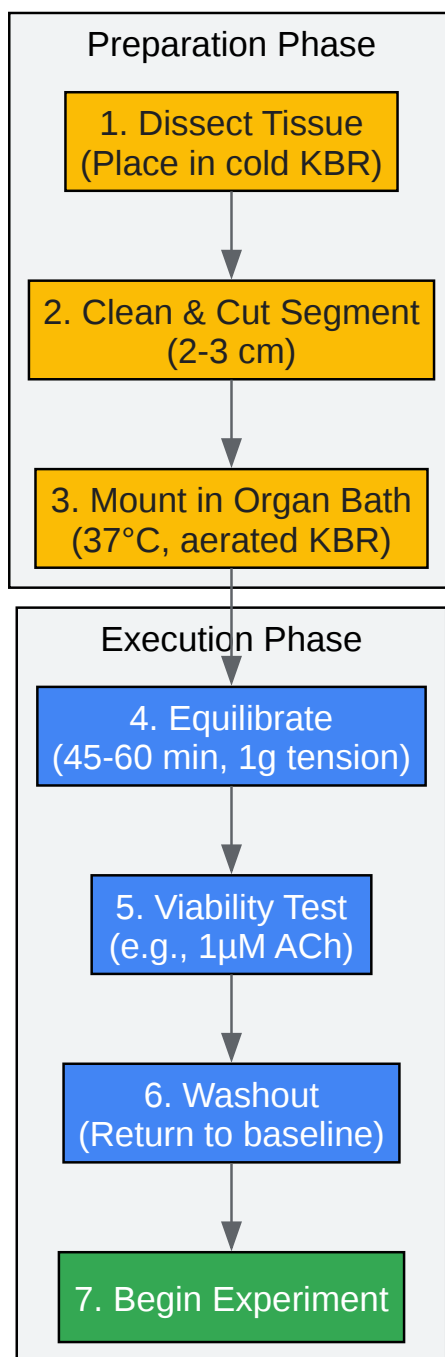 Preparation Phase
1. Dissect Tissue
(Place in cold KBR)
2. Clean & Cut Segment
(2-3 cm)
3. Mount in Organ Bath
(37°C, aerated KBR)
Execution Phase
4. Equilibrate
(45-60 min, 1g tension)
5. Viability Test
(e.g., 1µM ACh)
6. Washout
(Return to baseline)
7. Begin Experiment